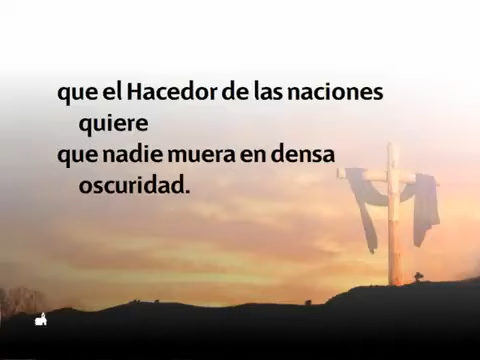 que el Hacedor de las naciones
quiere
que nadie muera en densa
oscuridad.